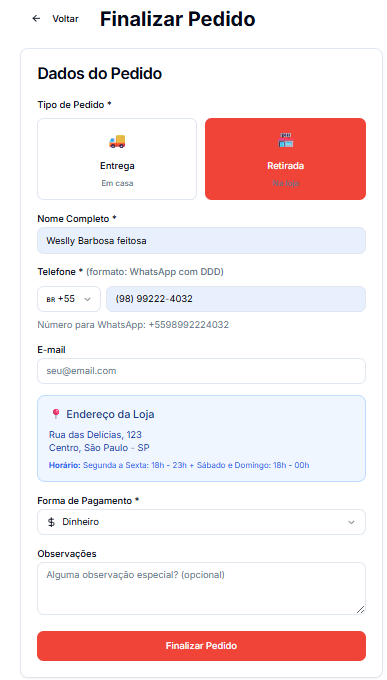 Voltar
Finalizar Pedido
Dados do Pedido
Tipo de Pedido *
Entrega
Em casa
Retirada
Nome Completo *
Weslly Barbosa feitosa
Telefone * (formato: WhatsApp com DDD)
BR +55
(98) 99222-4032
Número para WhatsApp: +5598992224032
E-mail
seu@email.com
Endereço da Loja
Rua das Delícias, 123
Centro, São Paulo - SP
Horário: Segunda a Sexta: 18h - 23h + Sábado e Domingo: 18h - 00h
Forma de Pagamento *
Dinheiro
Observações
Alguma observação especial? (opcional)
Finalizar Pedido